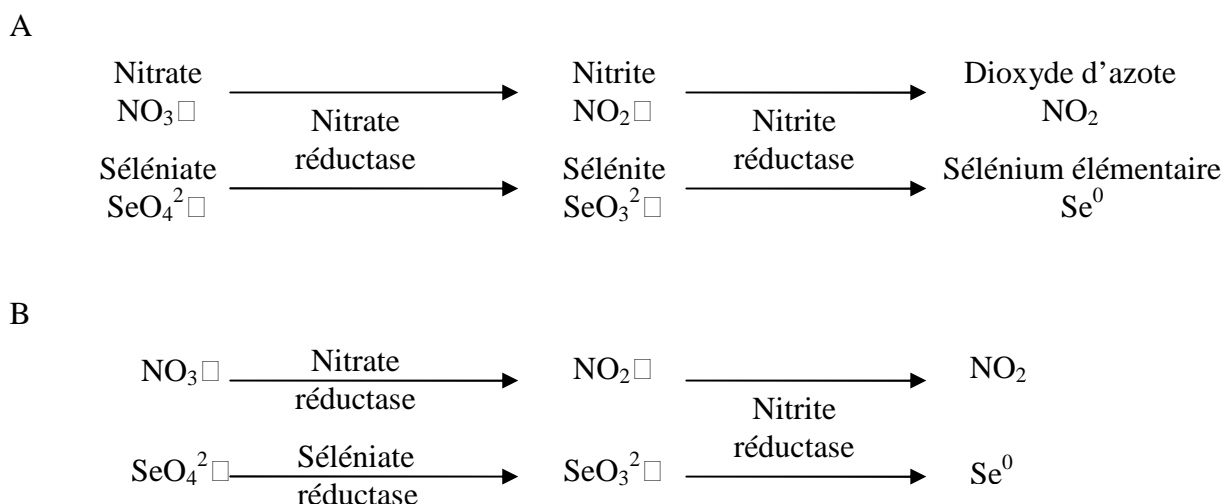 A
Nitrate Nitrite Dioxyde d’azote
NO₃□ NO₂□ NO₂
Nitrate Nitrite
réductase réductase
Séléniate Sélénite Sélénium élémentaire
SeO₄²□ SeO₃²□ Se⁰
B
NO₃□ Nitrate NO₂□ NO₂
réductase
Nitrite
réductase
SeO₄²□ Séléniate SeO₃²□ Se⁰
réductase